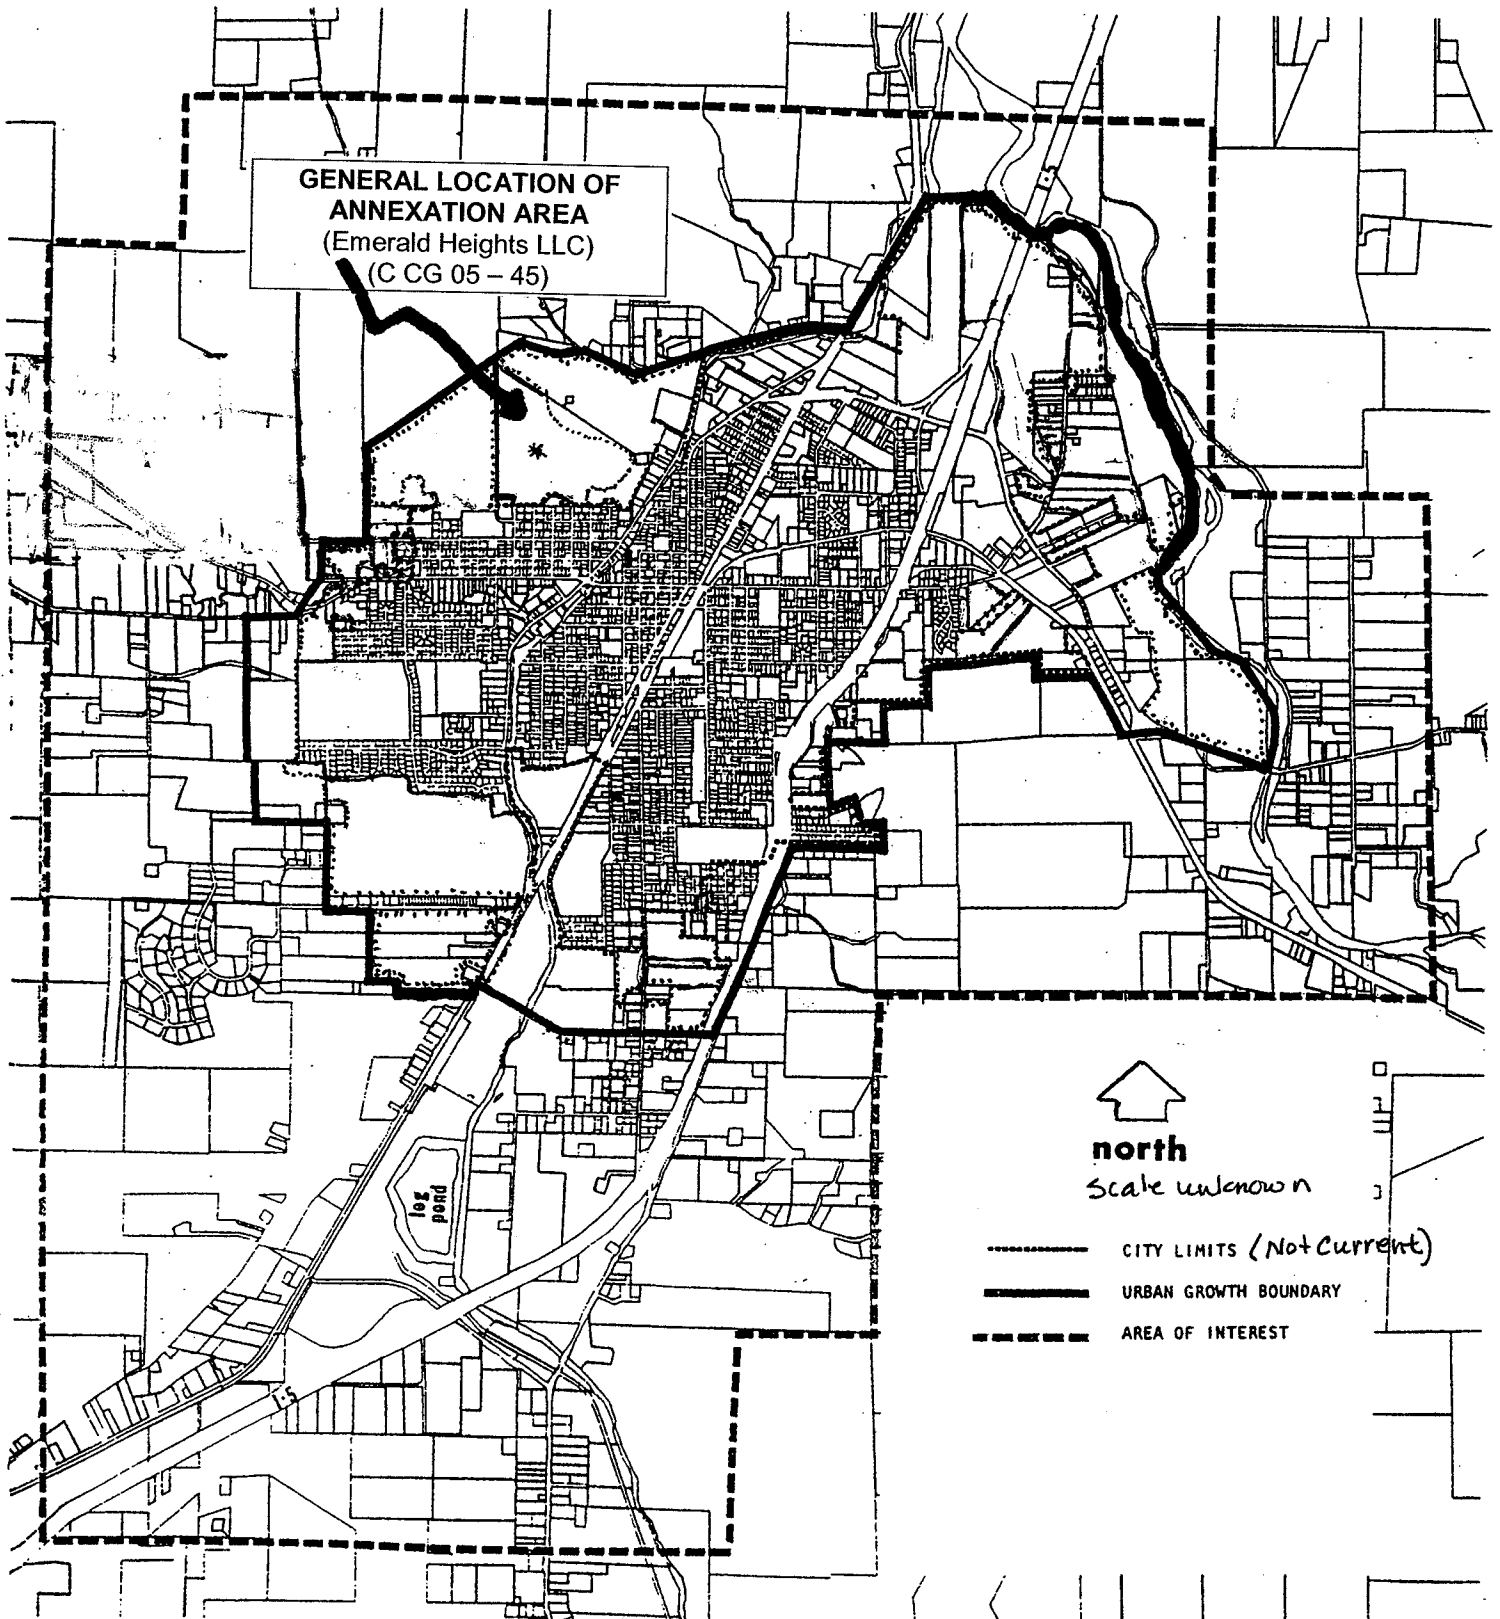 GENERAL LOCATION OF
ANNEXATION AREA
(Emerald Heights LLC)
(C CG 05 – 45)
I-5
log
pond
north
scale unknown
CITY LIMITS (Not Current)
URBAN GROWTH BOUNDARY
AREA OF INTEREST
I-5